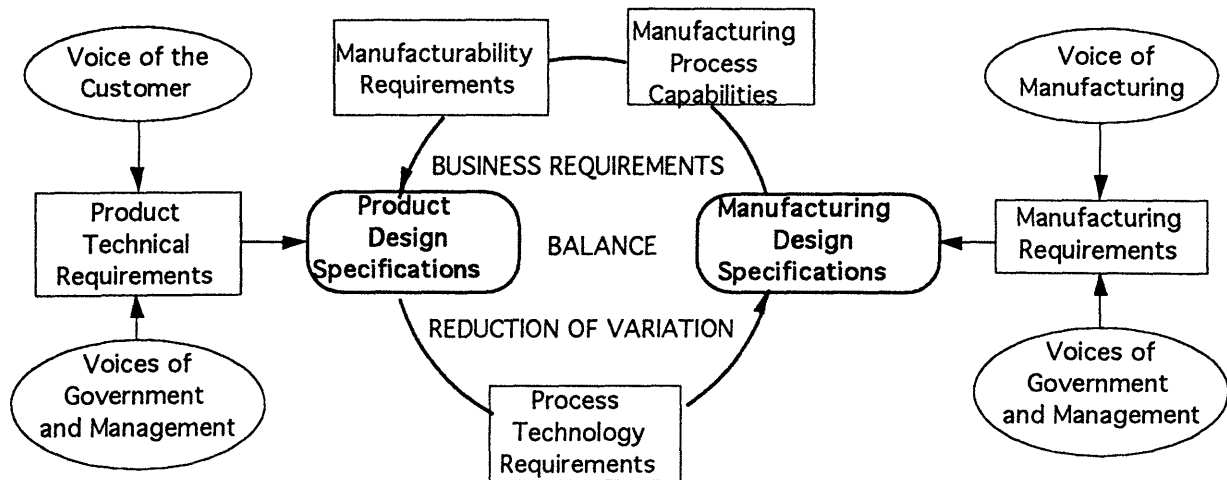 Voice of the
Customer
Product
Technical
Requirements
Voices of
Government
and Management
Manufacturability
Requirements
Manufacturing
Process
Capabilities
BUSINESS REQUIREMENTS
Product
Design
Specifications
BALANCE
Manufacturing
Design
Specifications
REDUCTION OF VARIATION
Process
Technology
Requirements
Voice of
Manufacturing
Manufacturing
Requirements
Voices of
Government
and Management